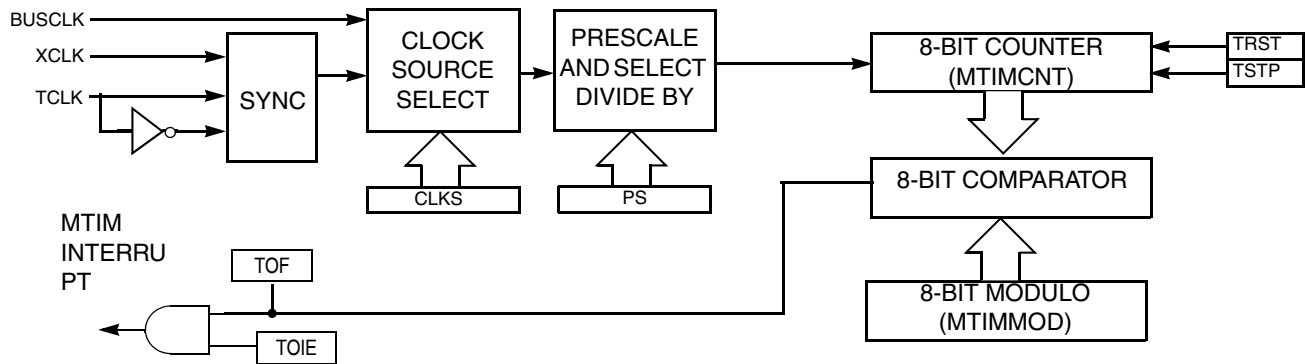 BUSCLK
XCLK
TCLK
SYNC
CLOCK
SOURCE
SELECT
PRESCALE
AND SELECT
DIVIDE BY
8-BIT COUNTER
(MTIMCNT)
TRST
TSTP
CLKS
PS
8-BIT COMPARATOR
8-BIT MODULO
(MTIMMOD)
MTIM
INTERRU
PT
TOF
TOIE